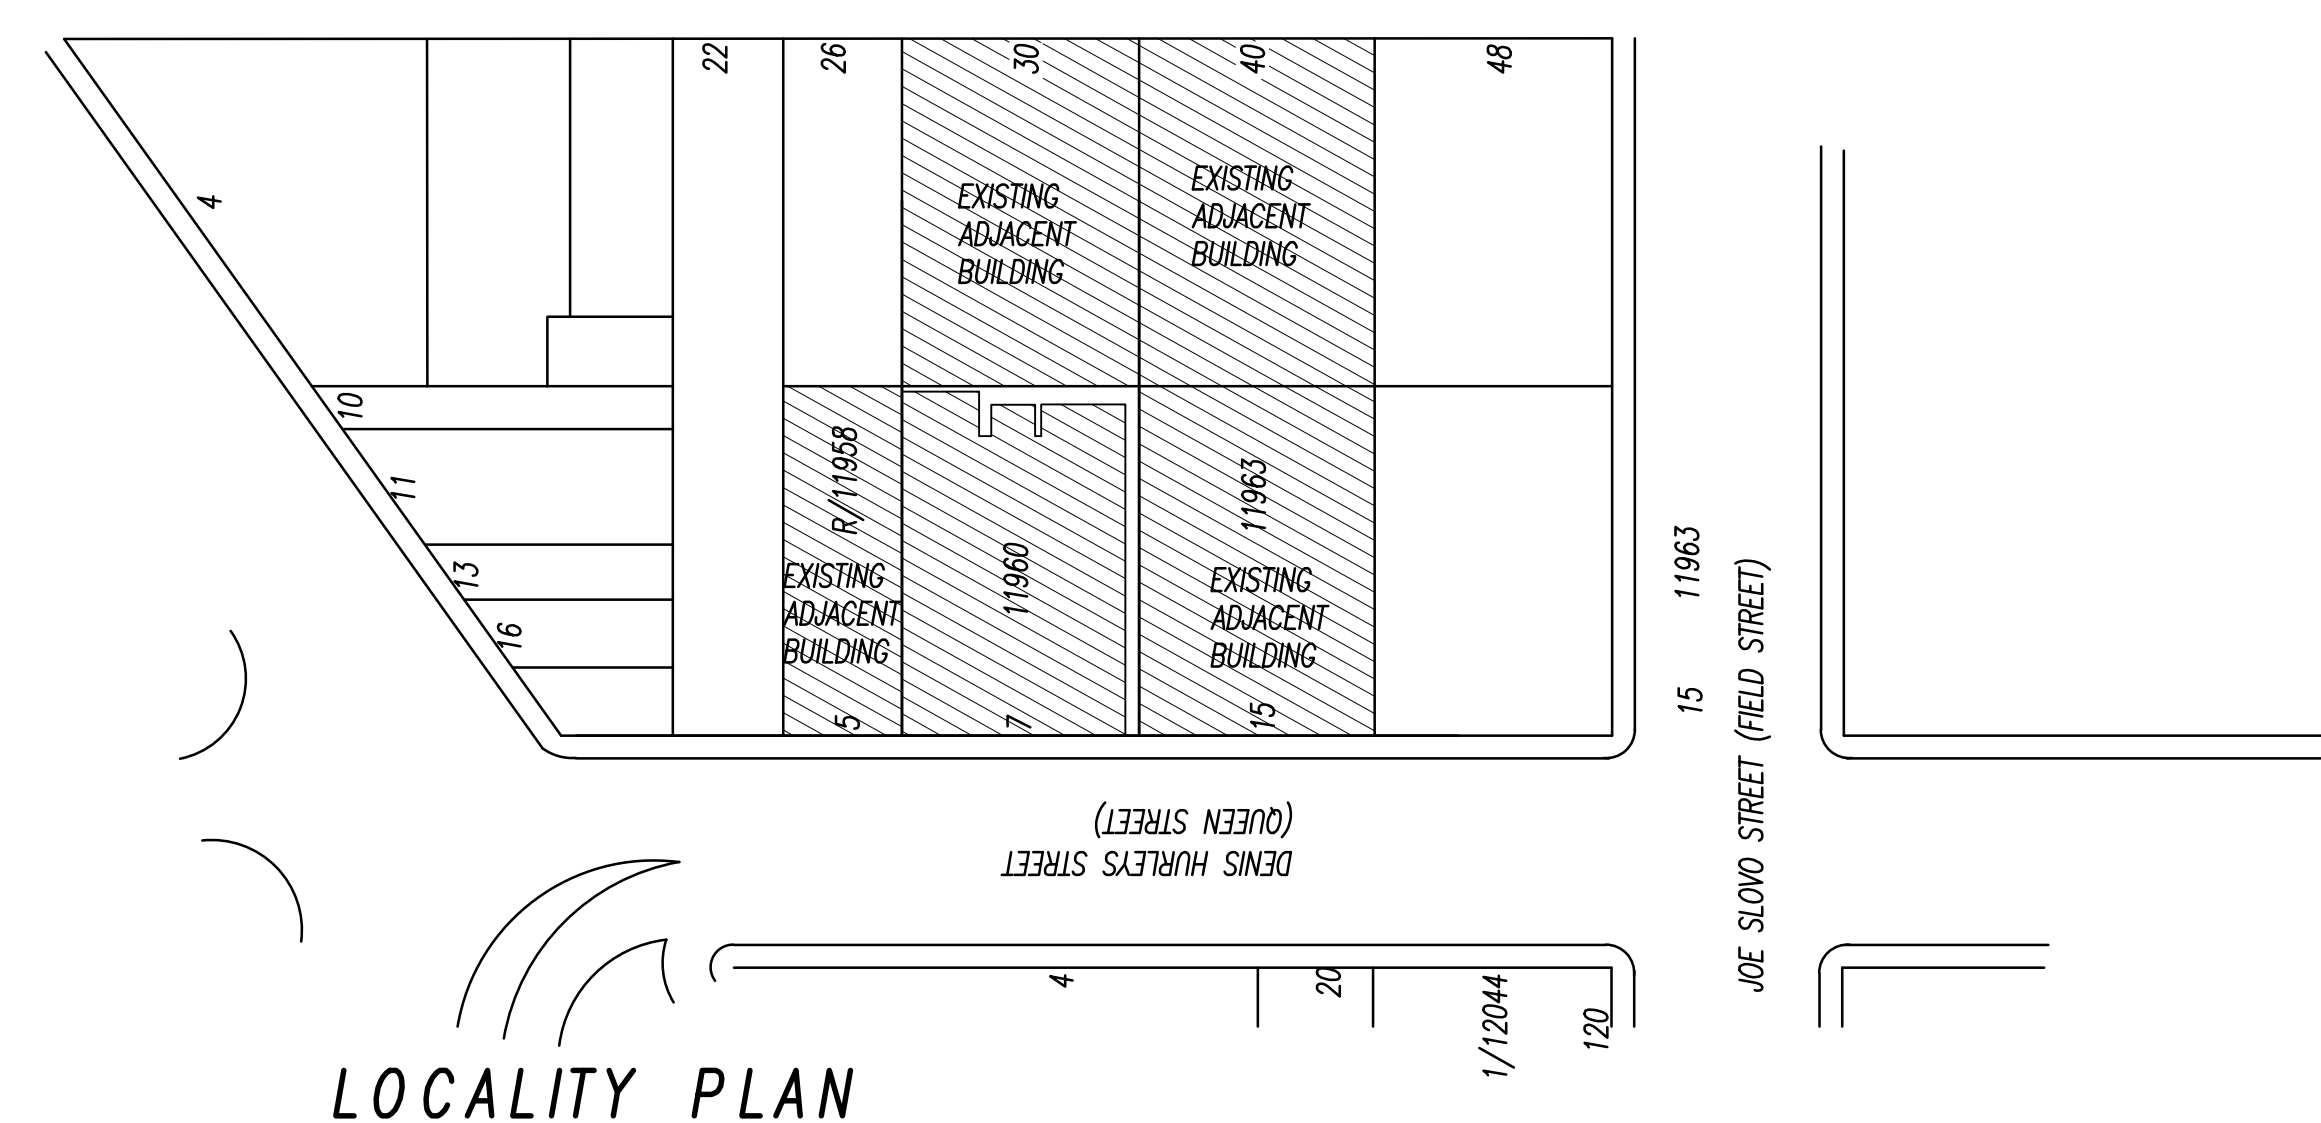 22
26
30
40
48
4
EXISTING
ADJACENT
BUILDING
EXISTING
ADJACENT
BUILDING
10
11
13
16
R/11958
EXISTING
ADJACENT
BUILDING
5
11960
7
11963
EXISTING
ADJACENT
BUILDING
15
11963
15
JOE SLOVO STREET (FIELD STREET)
DENIS HURLEYS STREET
(QUEEN STREET)
4
20
1/12044
120
LOCALITY PLAN